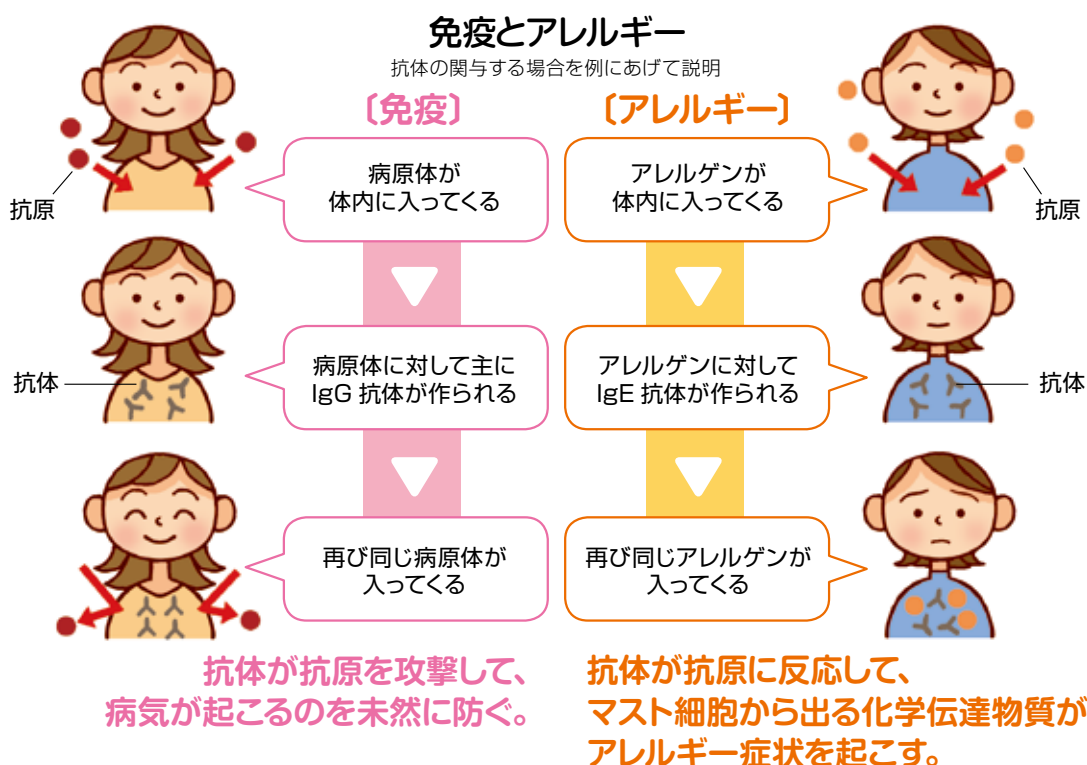 免疫とアレルギー
抗体の関与する場合を例にあげて説明
〔免疫〕
〔アレルギー〕
病原体が
体内に入ってくる
アレルゲンが
体内に入ってくる
抗原
抗原
病原体に対して主に
IgG 抗体が作られる
アレルゲンに対して
IgE 抗体が作られる
抗体
抗体
再び同じ病原体が
入ってくる
再び同じアレルゲンが
入ってくる
抗体が抗原を攻撃して、
病気が起こるのを未然に防ぐ。
抗体が抗原に反応して、
マスト細胞から出る化学伝達物質が
アレルギー症状を起こす。